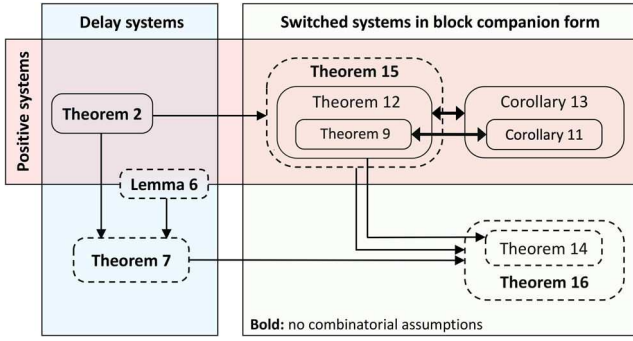 Delay systems
Switched systems in block companion form
Positive systems
Theorem 15
Theorem 2
Theorem 12
Corollary 13
Theorem 9
Corollary 11
Lemma 6
Theorem 7
Theorem 14
Theorem 16
Bold: no combinatorial assumptions